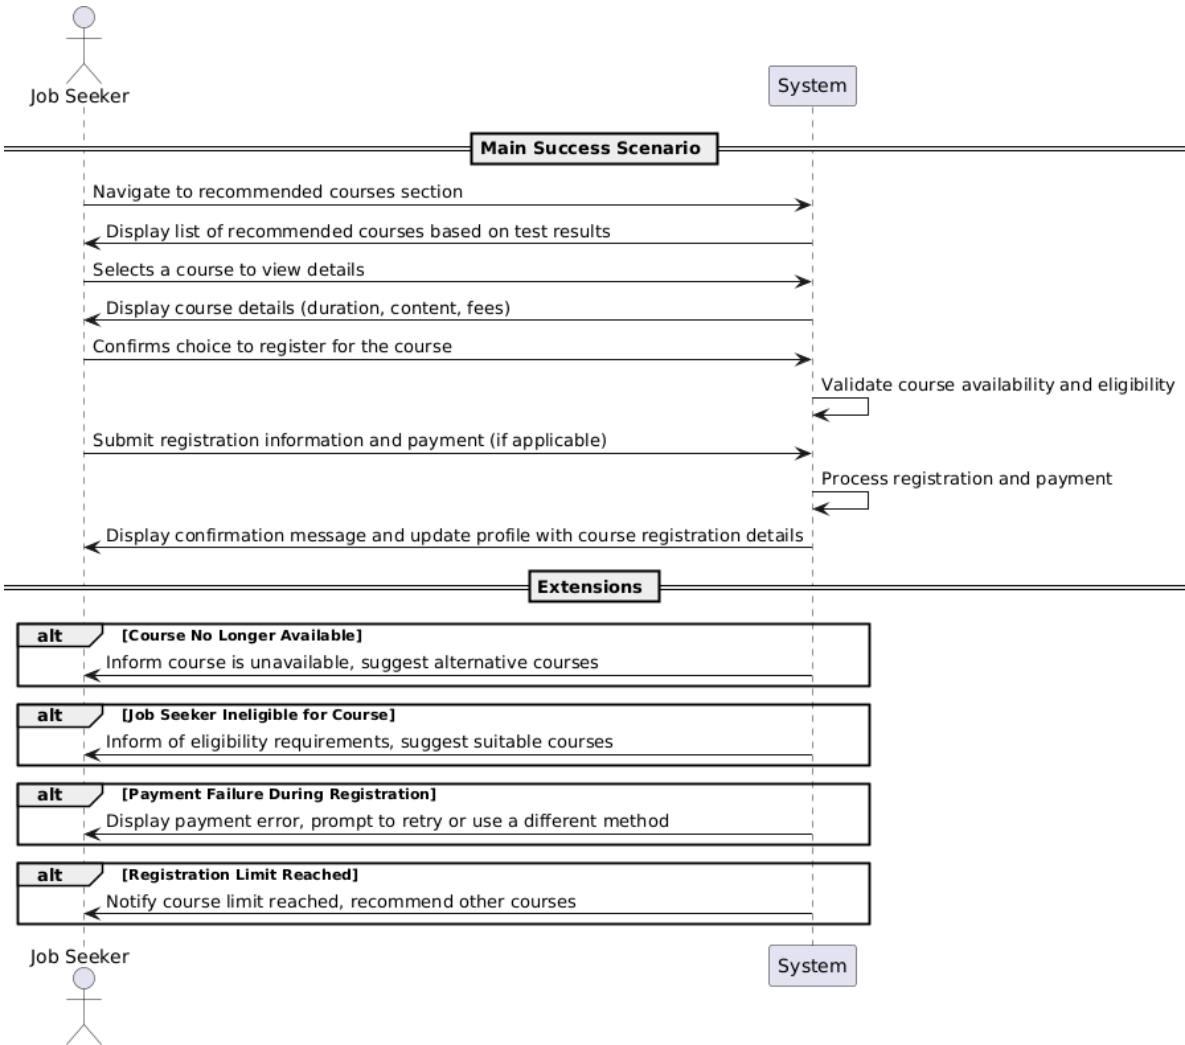 Job Seeker
System
Main Success Scenario
Navigate to recommended courses section
Display list of recommended courses based on test results
Selects a course to view details
Display course details (duration, content, fees)
Confirms choice to register for the course
Validate course availability and eligibility
Submit registration information and payment (if applicable)
Process registration and payment
Display confirmation message and update profile with course registration details
Extensions
alt [Course No Longer Available]
Inform course is unavailable, suggest alternative courses
alt [Job Seeker Ineligible for Course]
Inform of eligibility requirements, suggest suitable courses
alt [Payment Failure During Registration]
Display payment error, prompt to retry or use a different method
alt [Registration Limit Reached]
Notify course limit reached, recommend other courses
Job Seeker
System